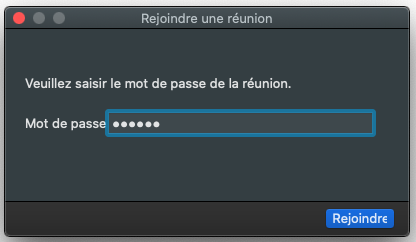 Rejoindre une réunion
Veuillez saisir le mot de passe de la réunion.
Mot de passe ●●●●●●
Rejoindre